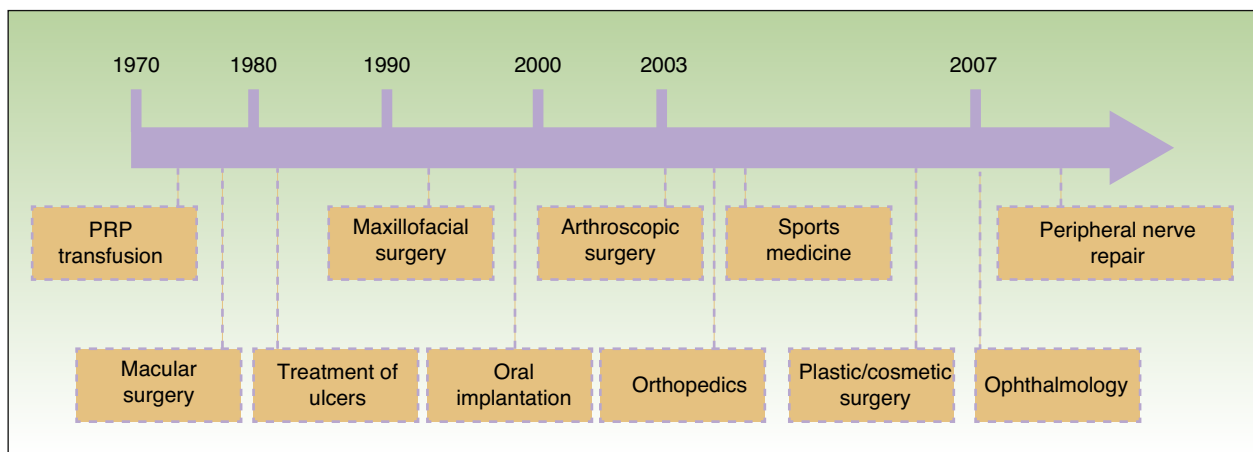 1970
1980
1990
2000
2003
2007
PRP
transfusion
Maxillofacial
surgery
Arthroscopic
surgery
Sports
medicine
Peripheral nerve
repair
Macular
surgery
Treatment of
ulcers
Oral
implantation
Orthopedics
Plastic/cosmetic
surgery
Ophthalmology